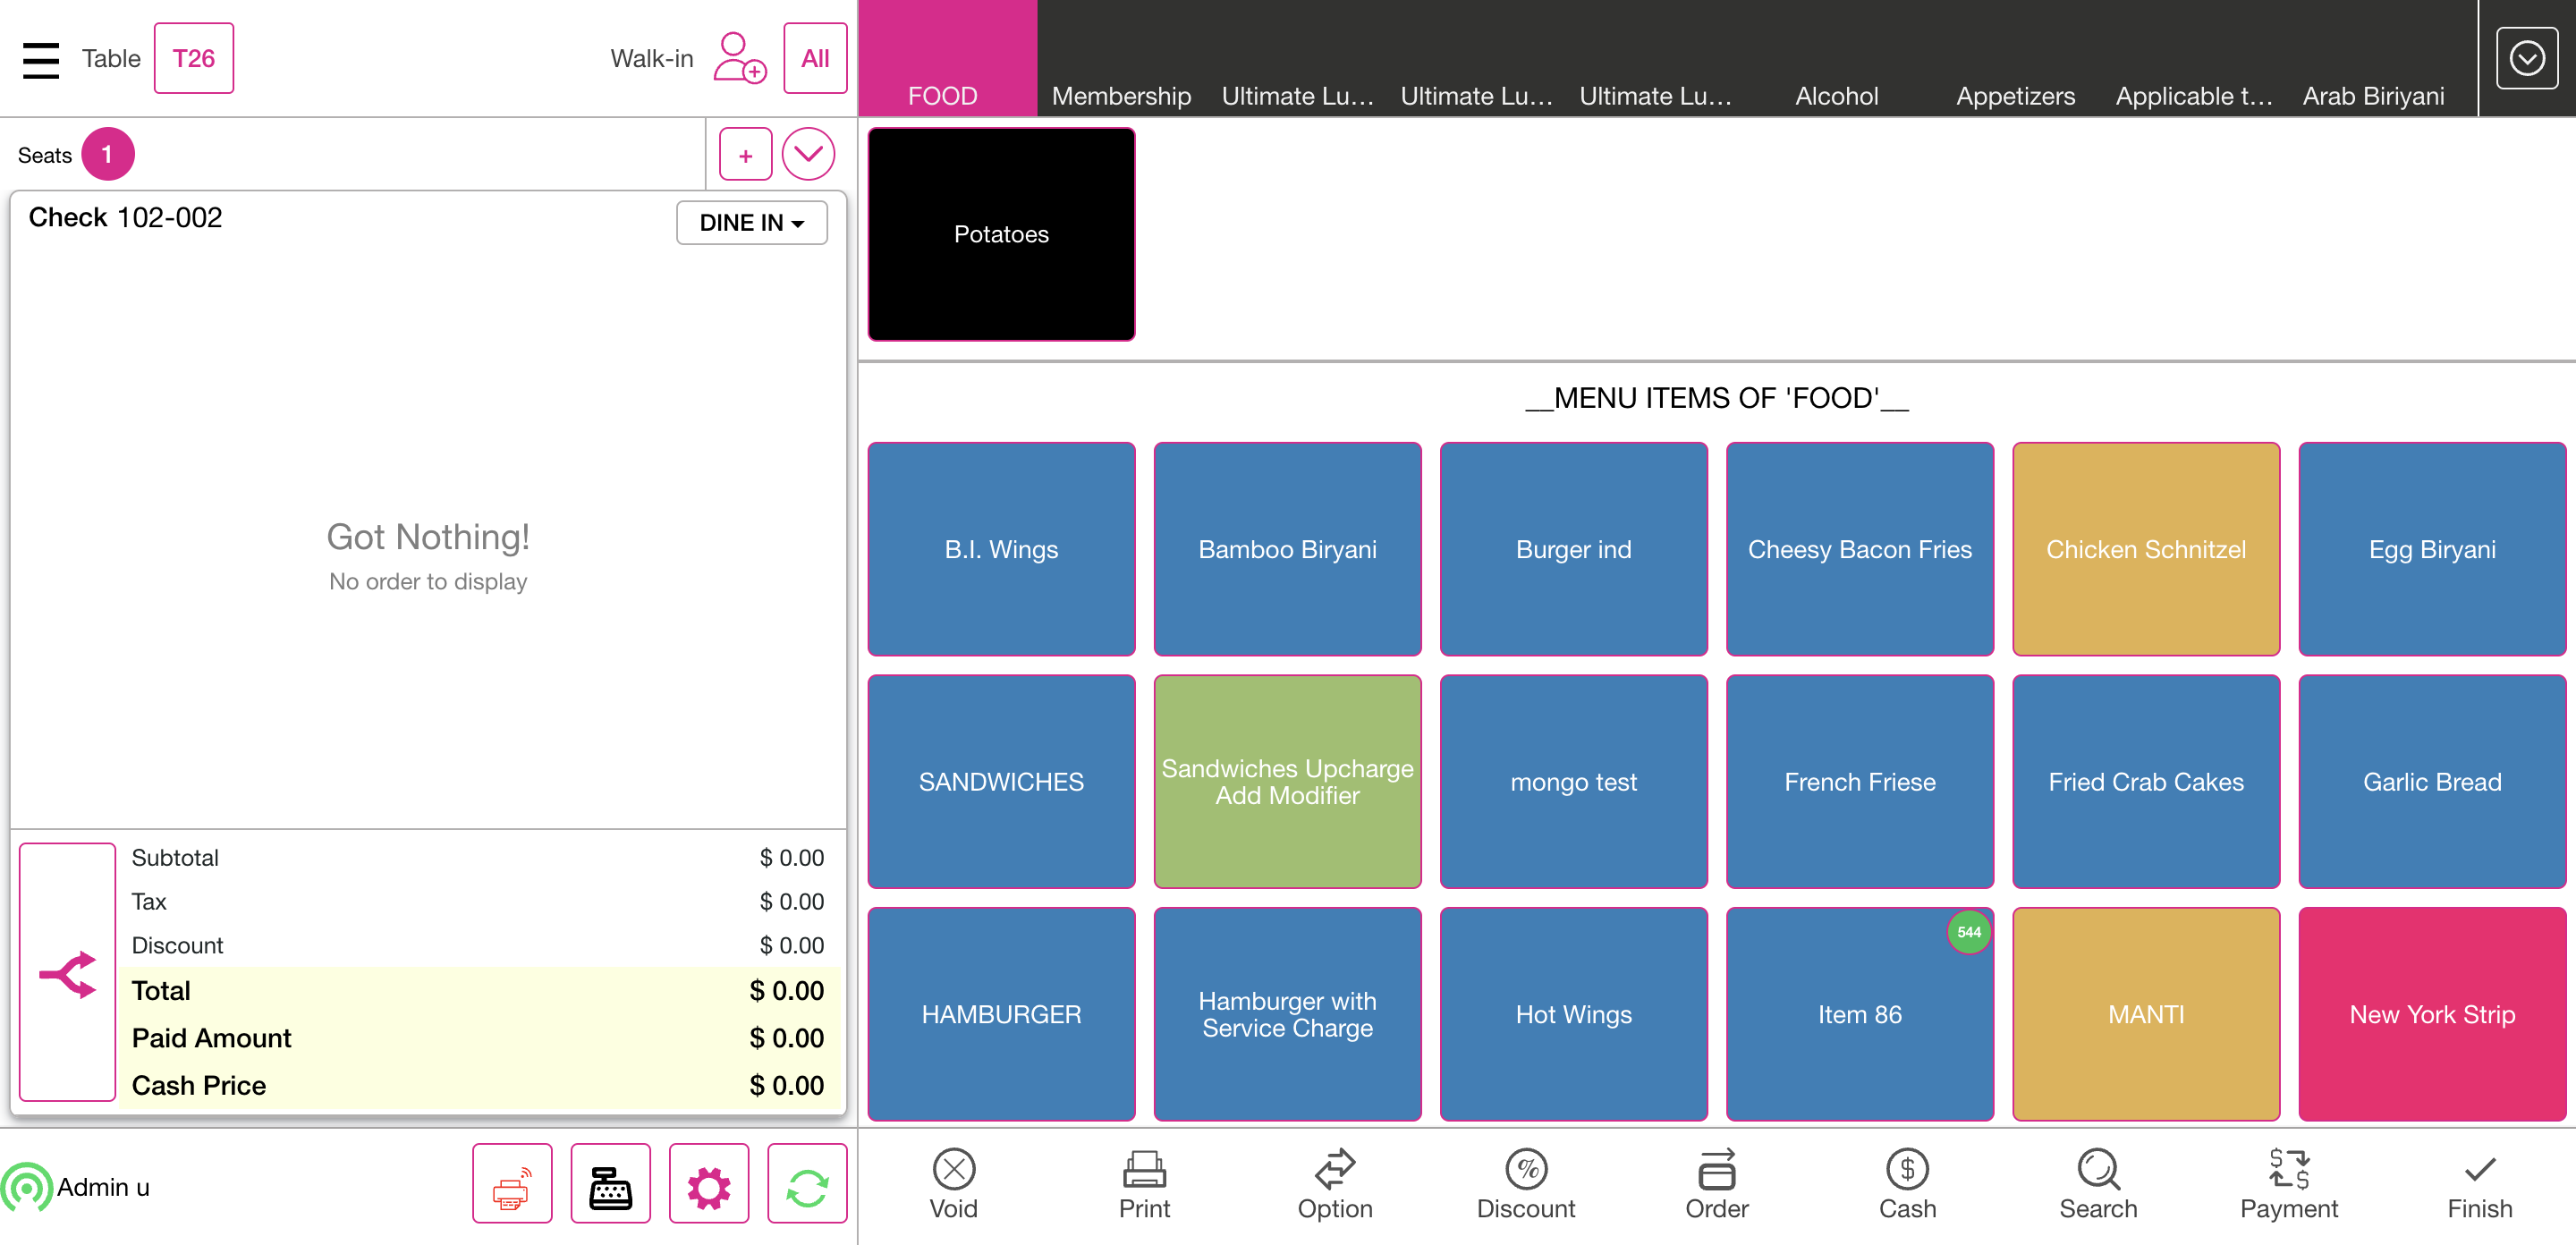 Table T26 Walk-in All
FOOD Membership Ultimate Lu... Ultimate Lu... Ultimate Lu... Alcohol Appetizers Applicable t... Arab Biriyani
Seats 1 +
Check 102-002 DINE IN
Got Nothing!
No order to display
Subtotal $ 0.00
Tax $ 0.00
Discount $ 0.00
Total $ 0.00
Paid Amount $ 0.00
Cash Price $ 0.00
Admin u
Potatoes
__MENU ITEMS OF 'FOOD'__
B.I. Wings
Bamboo Biryani
Burger ind
Cheesy Bacon Fries
Chicken Schnitzel
Egg Biryani
SANDWICHES
Sandwiches Upcharge
Add Modifier
mongo test
French Friese
Fried Crab Cakes
Garlic Bread
HAMBURGER
Hamburger with
Service Charge
Hot Wings
544
Item 86
MANTI
New York Strip
Void Print Option Discount Order Cash Search Payment Finish